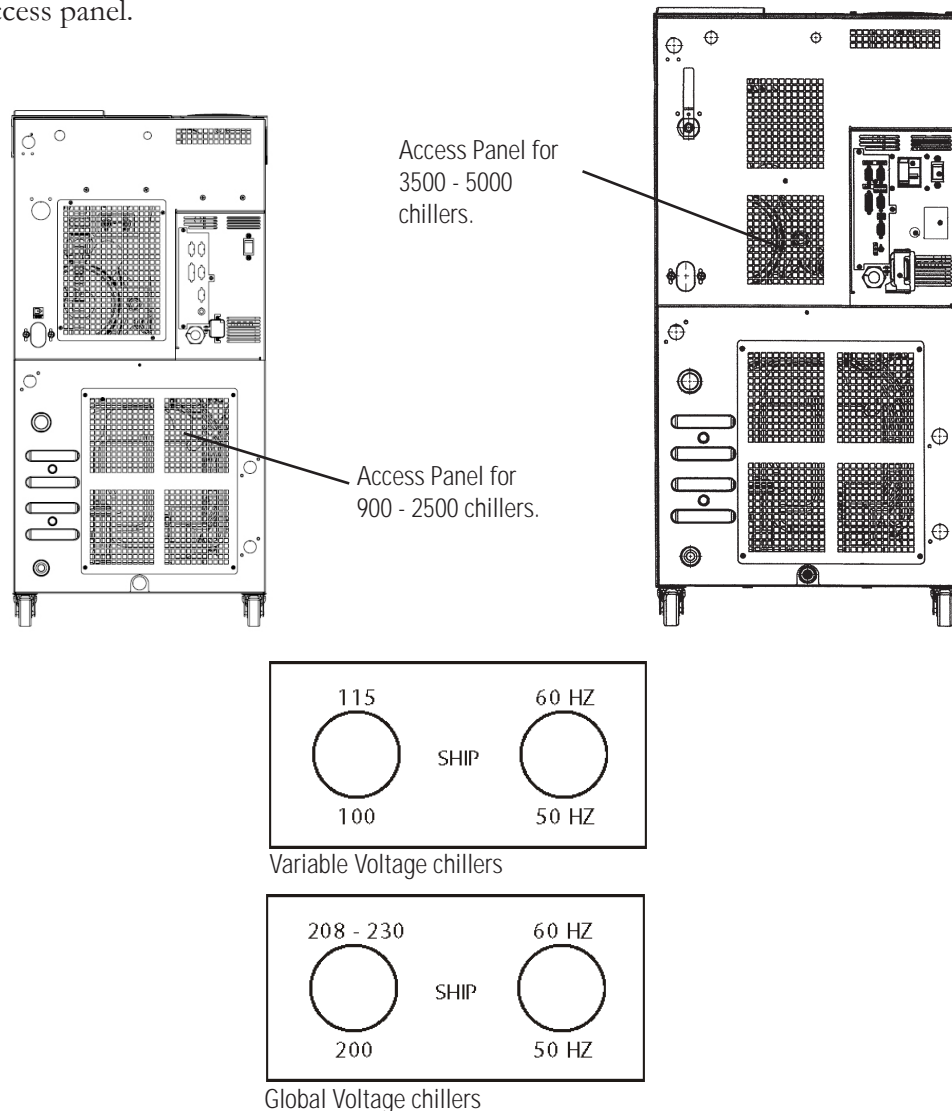 ccess panel.
Access Panel for
3500 - 5000
chillers.
Access Panel for
900 - 2500 chillers.
115
60 HZ
SHIP
100
50 HZ
Variable Voltage chillers
208 - 230
60 HZ
SHIP
200
50 HZ
Global Voltage chillers